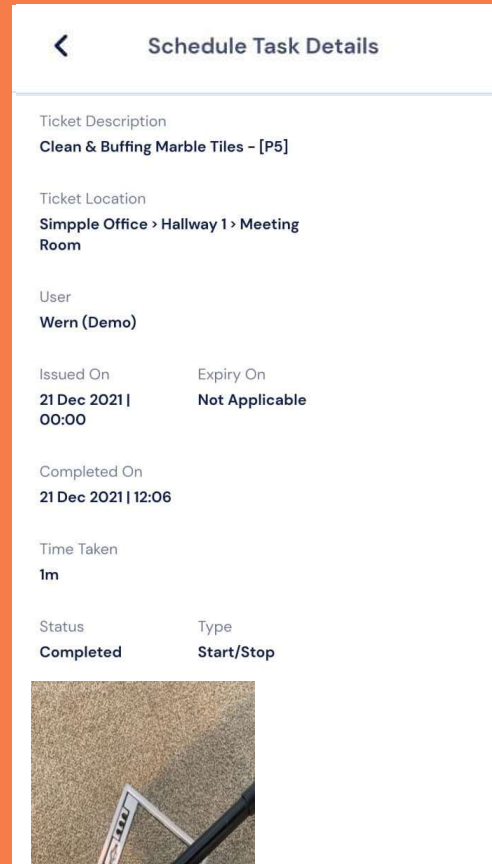 Schedule Task Details
Ticket Description
Clean & Buffing Marble Tiles - [P5]
Ticket Location
Simpple Office > Hallway 1 > Meeting
Room
User
Wern (Demo)
Issued On
Expiry On
21 Dec 2021 |
00:00
Not Applicable
Completed On
21 Dec 2021 | 12:06
Time Taken
1m
Status
Type
Completed
Start/Stop